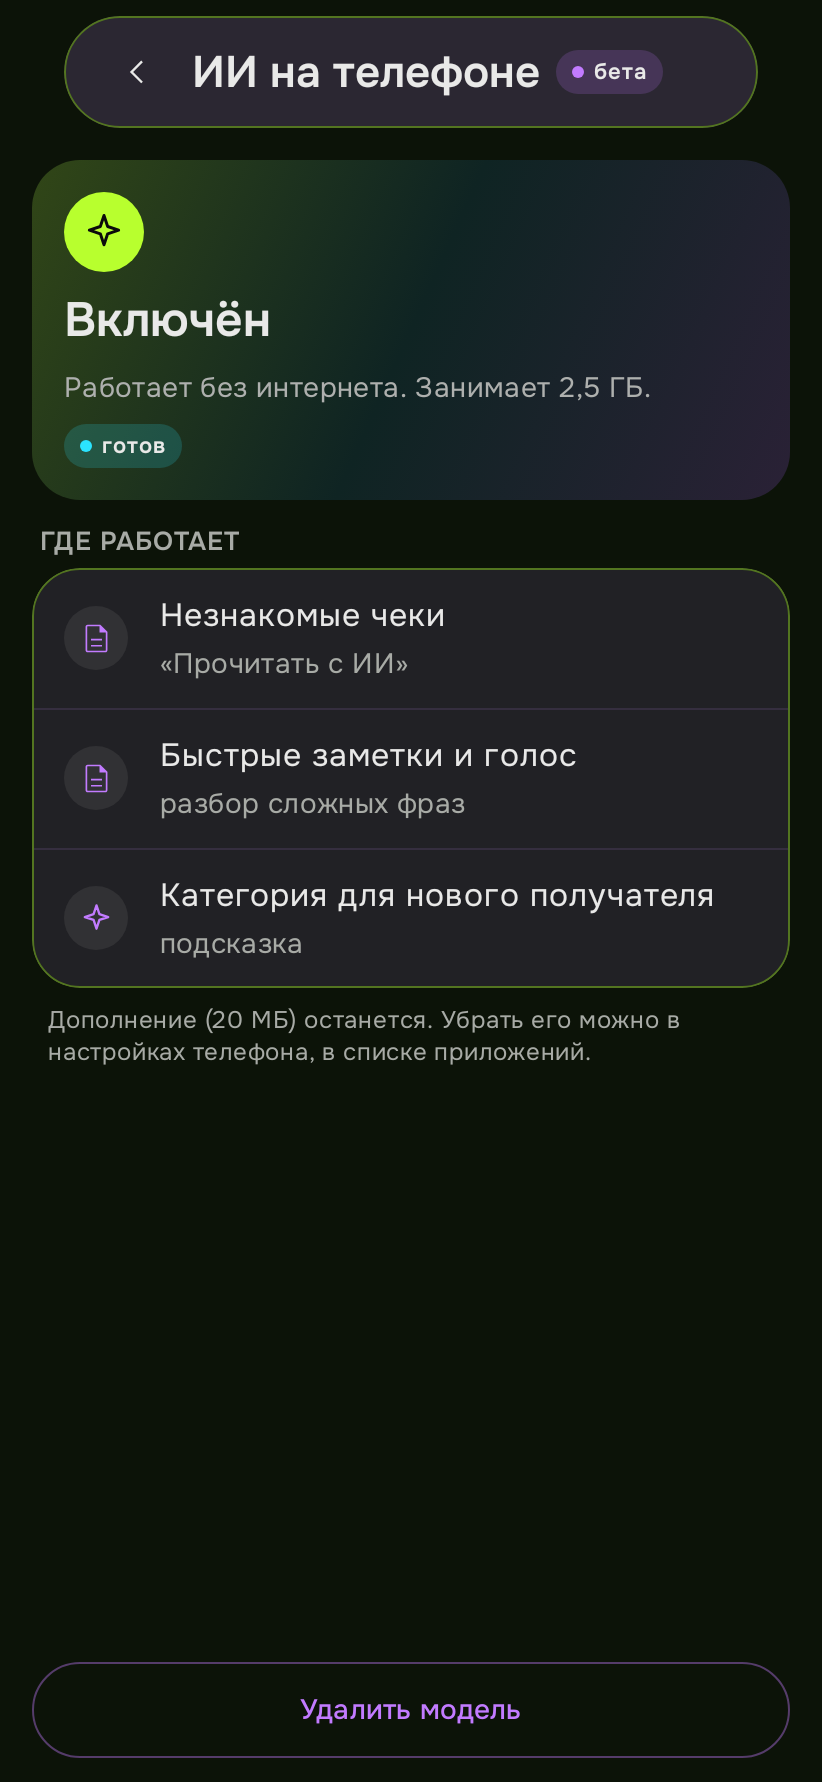 ИИ на телефоне
бета
Включён
Работает без интернета. Занимает 2,5 ГБ.
готов
ГДЕ РАБОТАЕТ
Незнакомые чеки
«Прочитать с ИИ»
Быстрые заметки и голос
разбор сложных фраз
Категория для нового получателя
подсказка
Дополнение (20 МБ) останется. Убрать его можно в
настройках телефона, в списке приложений.
Удалить модель